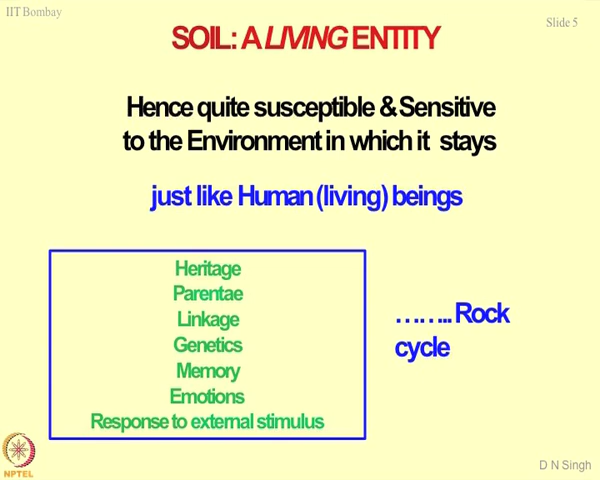 IIT Bombay
Slide 5
SOIL: A LIVING ENTITY
Hence quite susceptible & Sensitive
to the Environment in which it stays
just like Human (living) beings
Heritage
Parentae
Linkage
Genetics
Memory
Emotions
Response to external stimulus
…….. Rock
cycle
NPTEL
D N Singh